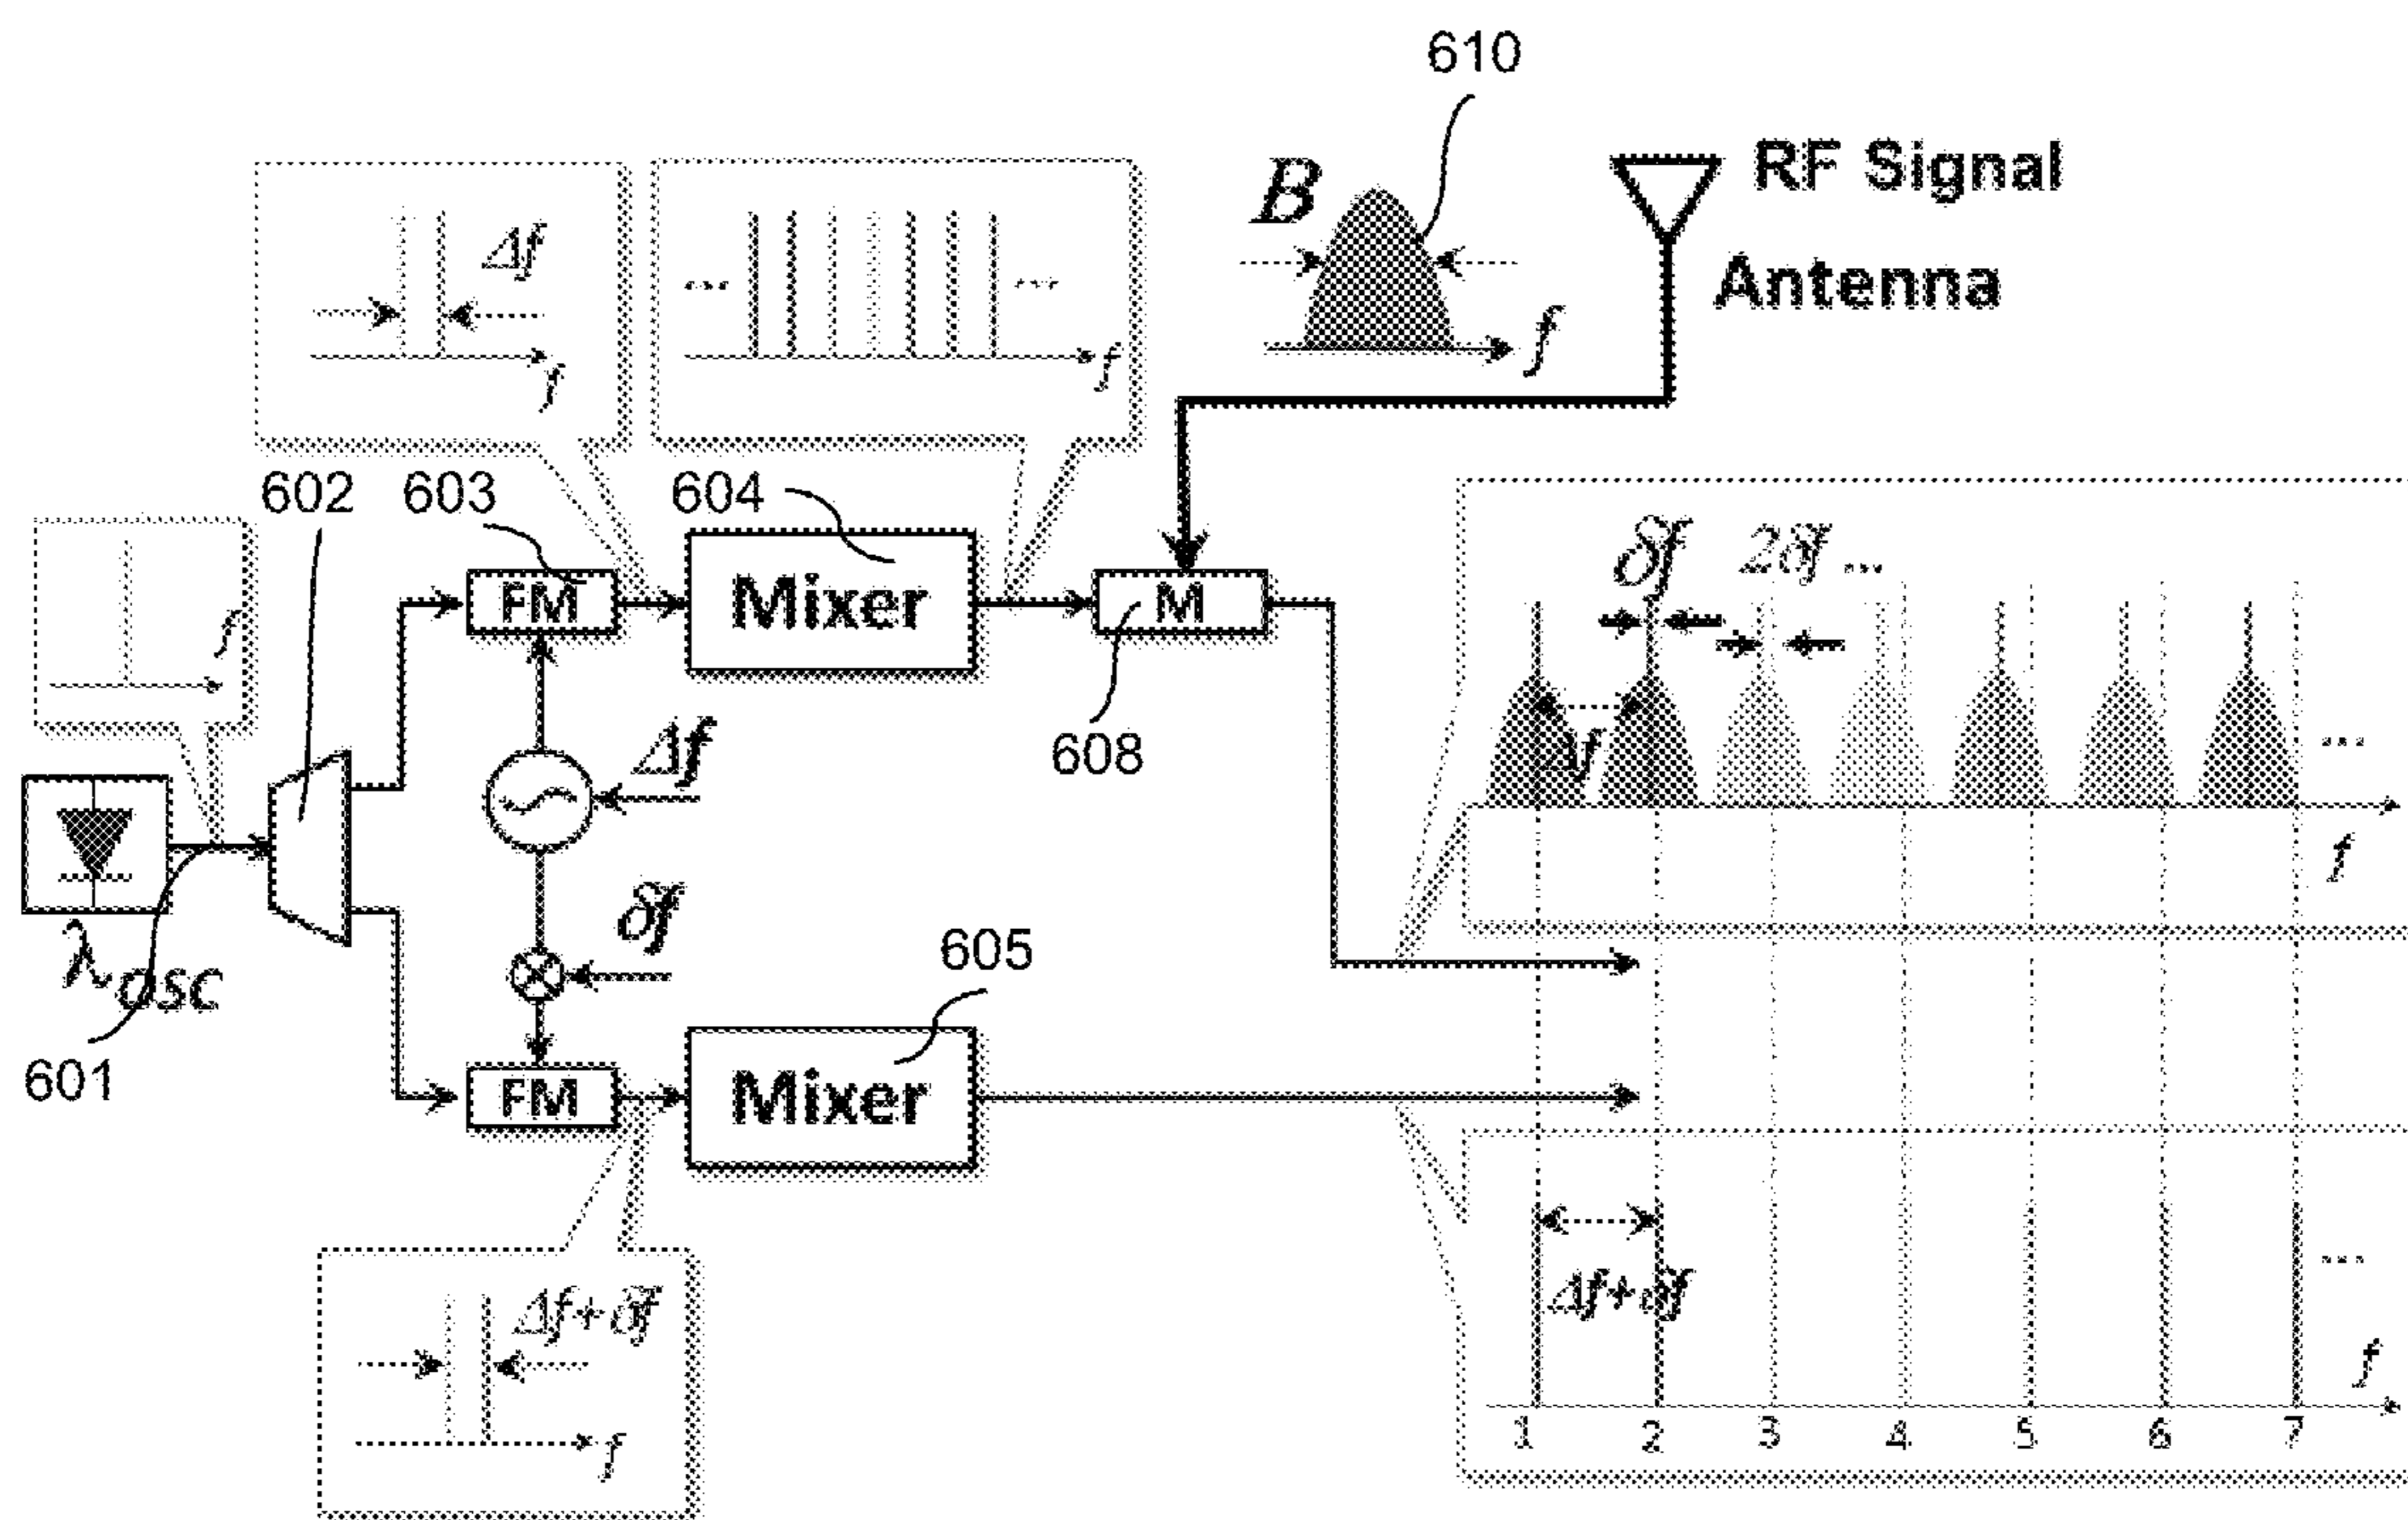 610
B
RF Signal
Antenna
f
Δf
f
...
...
f
602
603
604
FM
Mixer
M
608
f
λOSC
601
Δf
δf
605
FM
Mixer
Δf+δf
f
δf
2δf ...
Δf
...
f
Δf+δf
...
f
1
2
3
4
5
6
7